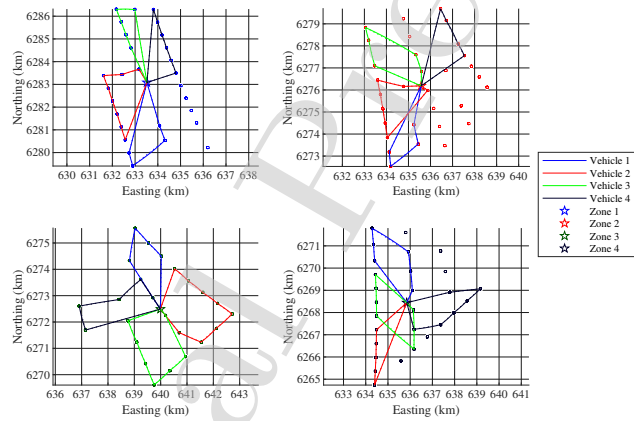 6286
6285
6284
6283
6282
6281
6280
630 631 632 633 634 635 636 637 638
Easting (km)
Northing (km)
6279
6278
6277
6276
6275
6274
6273
632 633 634 635 636 637 638 639 640
Easting (km)
Northing (km)
Vehicle 1
Vehicle 2
Vehicle 3
Vehicle 4
Zone 1
Zone 2
Zone 3
Zone 4
6275
6274
6273
6272
6271
6270
636 637 638 639 640 641 642 643
Easting (km)
Northing (km)
6271
6270
6269
6268
6267
6266
6265
633 634 635 636 637 638 639 640 641
Easting (km)
Northing (km)
al Pre